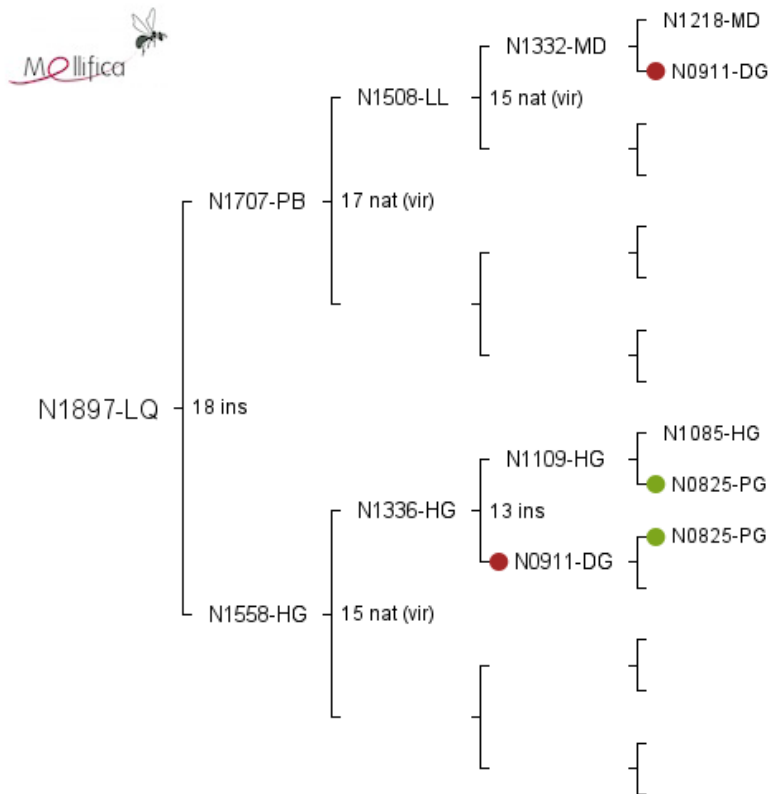 Mellifica
N1218-MD
N1332-MD
N0911-DG
N1508-LL
15 nat (vir)
N1707-PB
17 nat (vir)
N1897-LQ
18 ins
N1085-HG
N1109-HG
N0825-PG
N1336-HG
13 ins
N0825-PG
N0911-DG
N1558-HG
15 nat (vir)